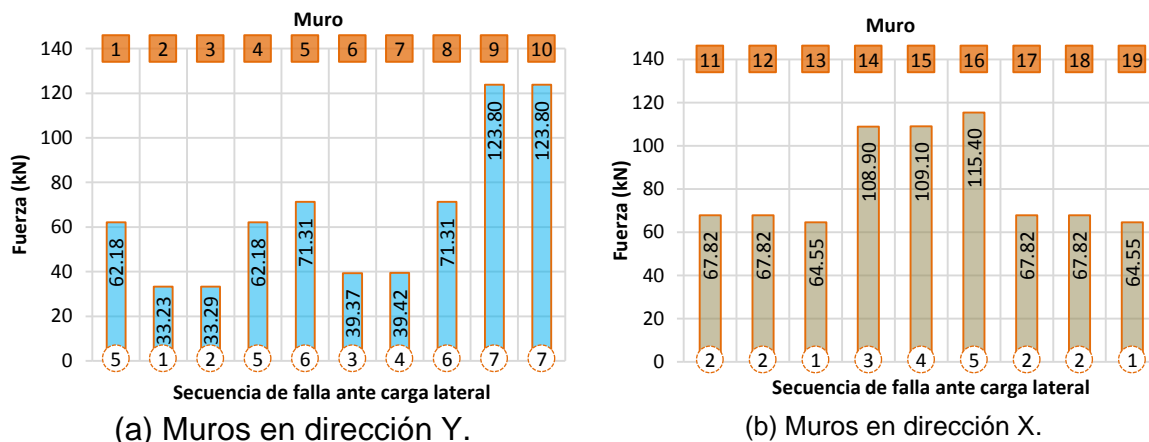 Muro
1 2 3 4 5 6 7 8 9 10
140
120
100
80
60
40
20
0
Fuerza (kN)
62.18 33.23 33.29 62.18 71.31 39.37 39.42 71.31 123.80 123.80
5 1 2 5 6 3 4 6 7 7
Secuencia de falla ante carga lateral
(a) Muros en dirección Y.
Muro
11 12 13 14 15 16 17 18 19
140
120
100
80
60
40
20
0
Fuerza (kN)
67.82 67.82 64.55 108.90 109.10 115.40 67.82 67.82 64.55
2 2 1 3 4 5 2 2 1
Secuencia de falla ante carga lateral
(b) Muros en dirección X.